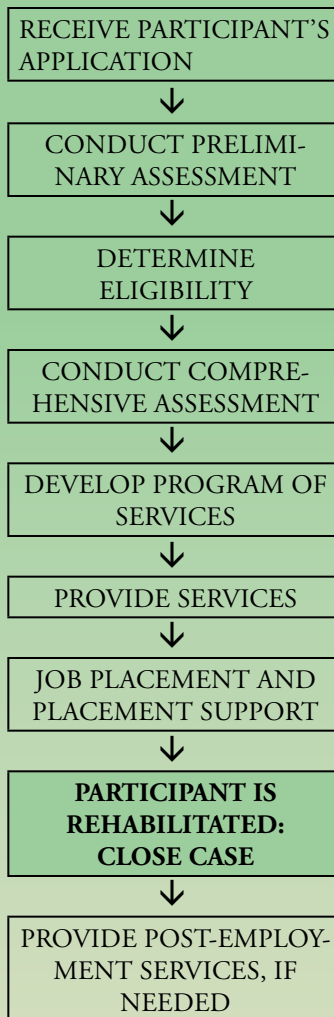 RECEIVE PARTICIPANT’S
APPLICATION
CONDUCT PRELIMI-
NARY ASSESSMENT
DETERMINE
ELIGIBILITY
CONDUCT COMPRE-
HENSIVE ASSESSMENT
DEVELOP PROGRAM OF
SERVICES
PROVIDE SERVICES
JOB PLACEMENT AND
PLACEMENT SUPPORT
PARTICIPANT IS
REHABILITATED:
CLOSE CASE
PROVIDE POST-EMPLOY-
MENT SERVICES, IF
NEEDED